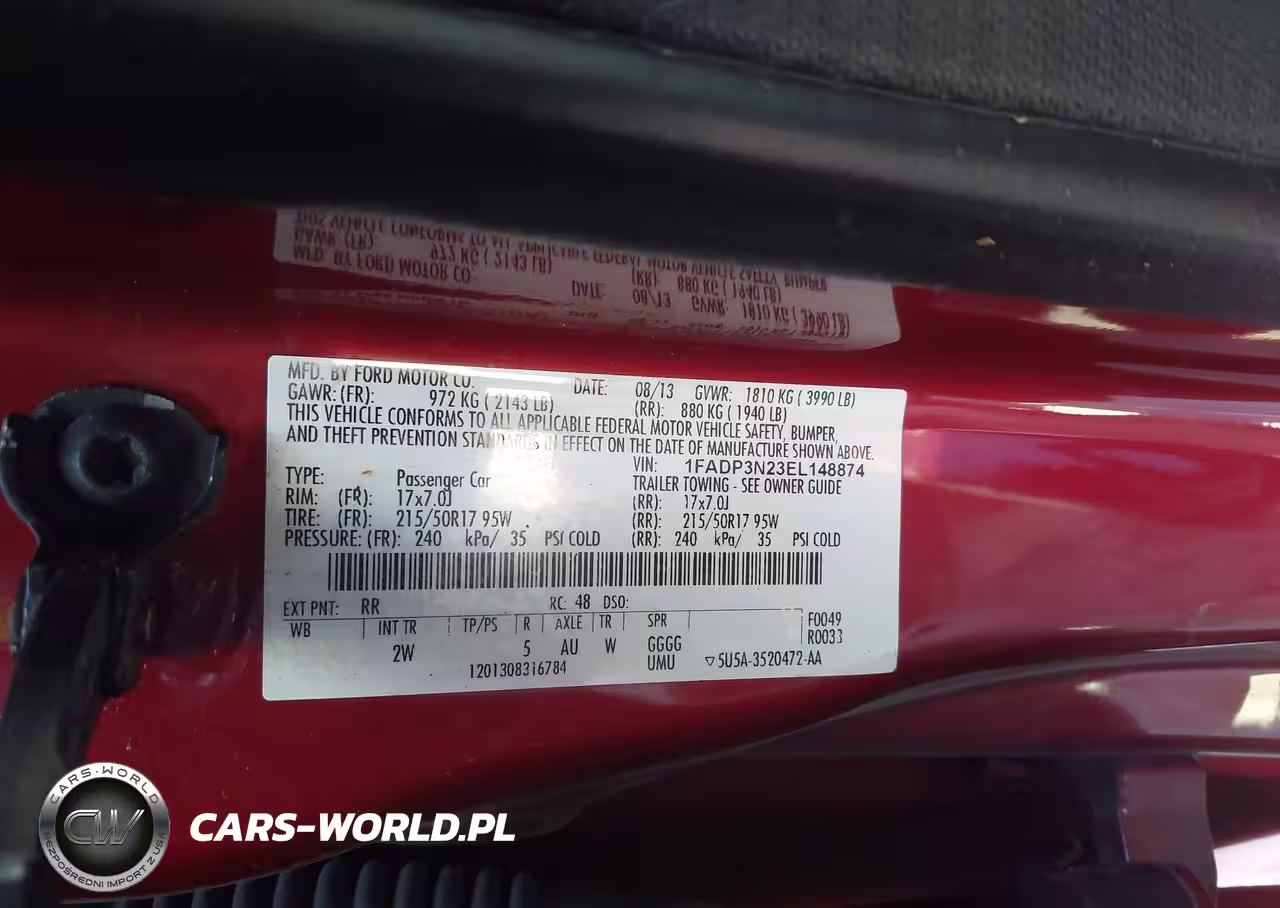 MFD. BY FORD MOTOR CO. DATE: 08/13 GVWR: 1810 KG ( 3990 LB)
GAWR: (FR): 972 KG ( 2143 LB) (RR): 880 KG ( 1940 LB)
THIS VEHICLE CONFORMS TO ALL APPLICABLE FEDERAL MOTOR VEHICLE SAFETY, BUMPER,
AND THEFT PREVENTION STANDARDS IN EFFECT ON THE DATE OF MANUFACTURE SHOWN ABOVE.
VIN: 1FADP3N23EL148874
TYPE: Passenger Car TRAILER TOWING - SEE OWNER GUIDE
RIM: (FR): 17x7.0J (RR): 17x7.0J
TIRE: (FR): 215/50R17 95W (RR): 215/50R17 95W
PRESSURE: (FR): 240 kPa/ 35 PSI COLD (RR): 240 kPa/ 35 PSI COLD
EXT PNT: RR RC: 48 DSO:
WB INT TR TP/PS R AXLE TR SPR F0049
R0033
2W 5 AU W GGGG
UMU
1201308316784 ▽5U5A-3520472-AA
CARS-WORLD
CW
BEZPOŚREDNI IMPORT Z USA
CARS-WORLD.PL